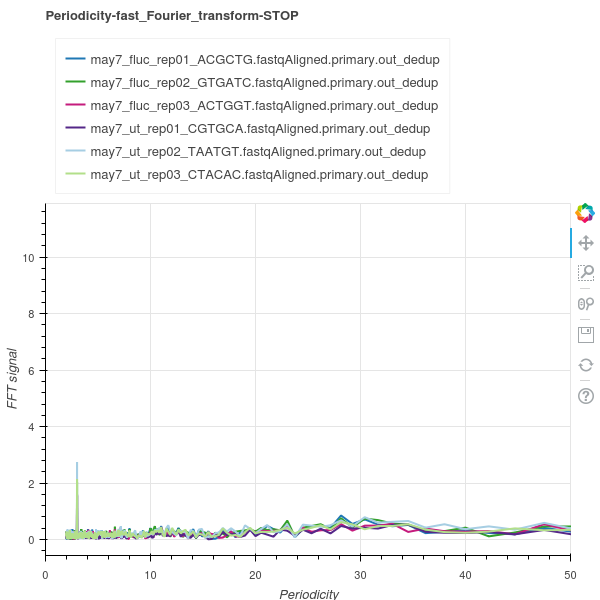 Periodicity-fast_Fourier_transform-STOP
may7_fluc_rep01_ACGCTG.fastqAligned.primary.out_dedup
may7_fluc_rep02_GTGATC.fastqAligned.primary.out_dedup
may7_fluc_rep03_ACTGGT.fastqAligned.primary.out_dedup
may7_ut_rep01_CGTGCA.fastqAligned.primary.out_dedup
may7_ut_rep02_TAATGT.fastqAligned.primary.out_dedup
may7_ut_rep03_CTACAC.fastqAligned.primary.out_dedup
10
8
6
4
2
0
FFT signal
0 10 20 30 40 50
Periodicity